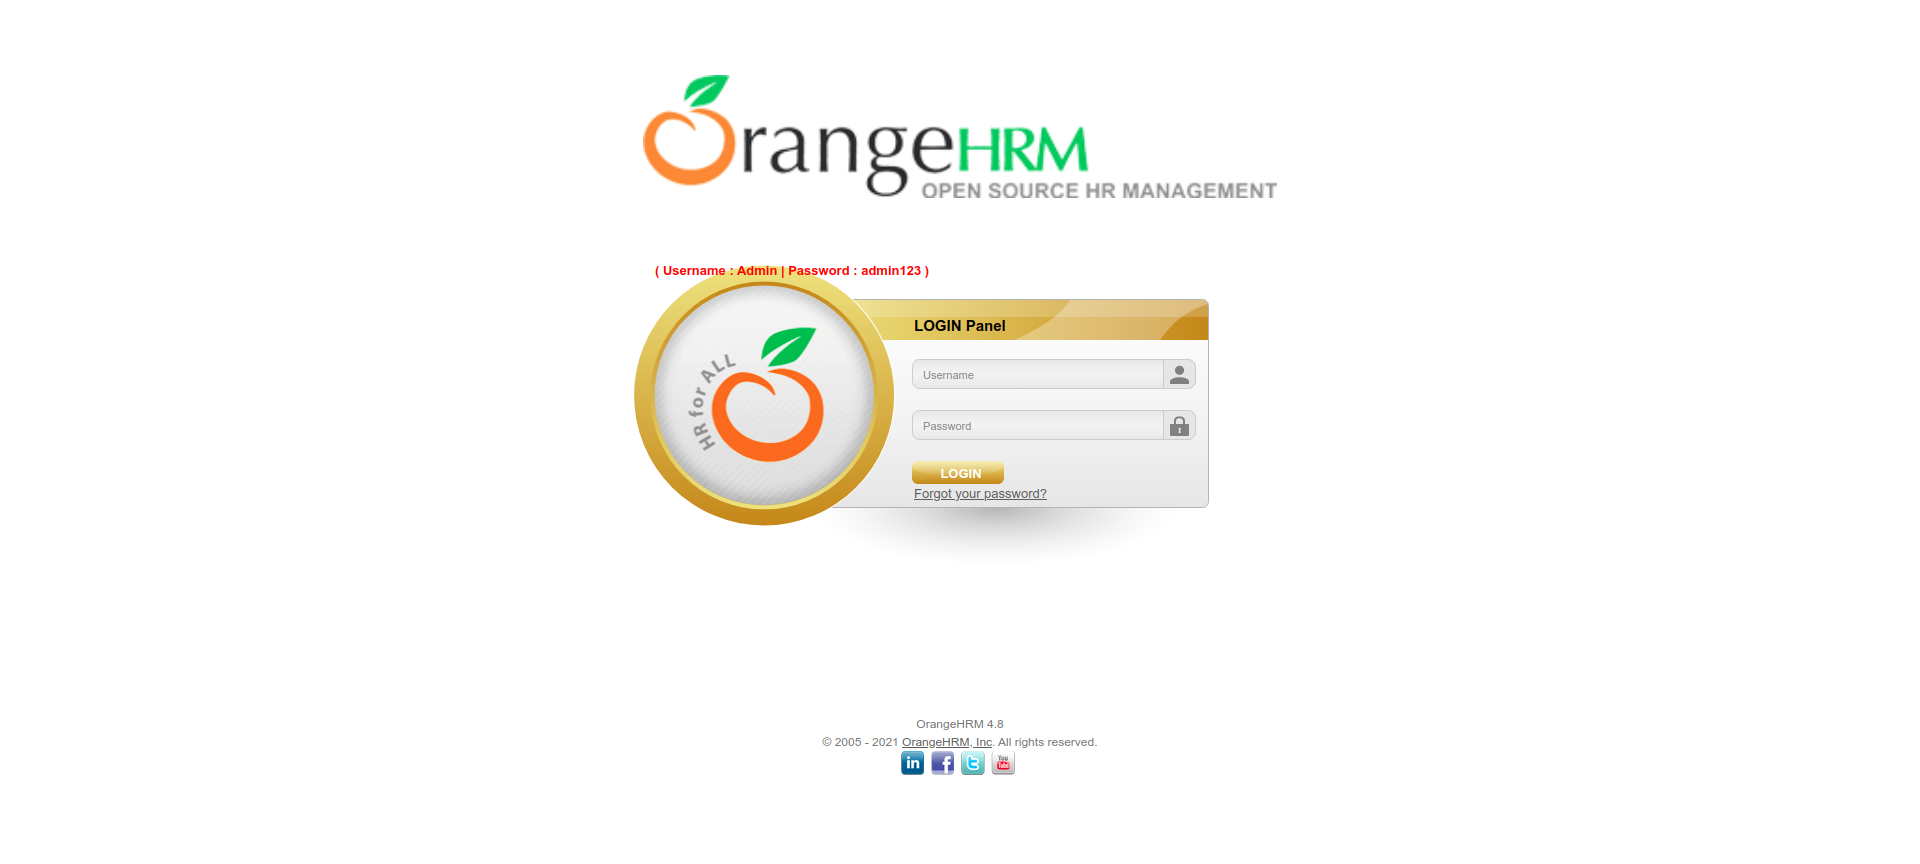 OrangeHRM
OPEN SOURCE HR MANAGEMENT
( Username : Admin | Password : admin123 )
HR for ALL
LOGIN Panel
Username
Password
LOGIN
Forgot your password?
OrangeHRM 4.8
© 2005 - 2021 OrangeHRM, Inc. All rights reserved.
in f t You Tube